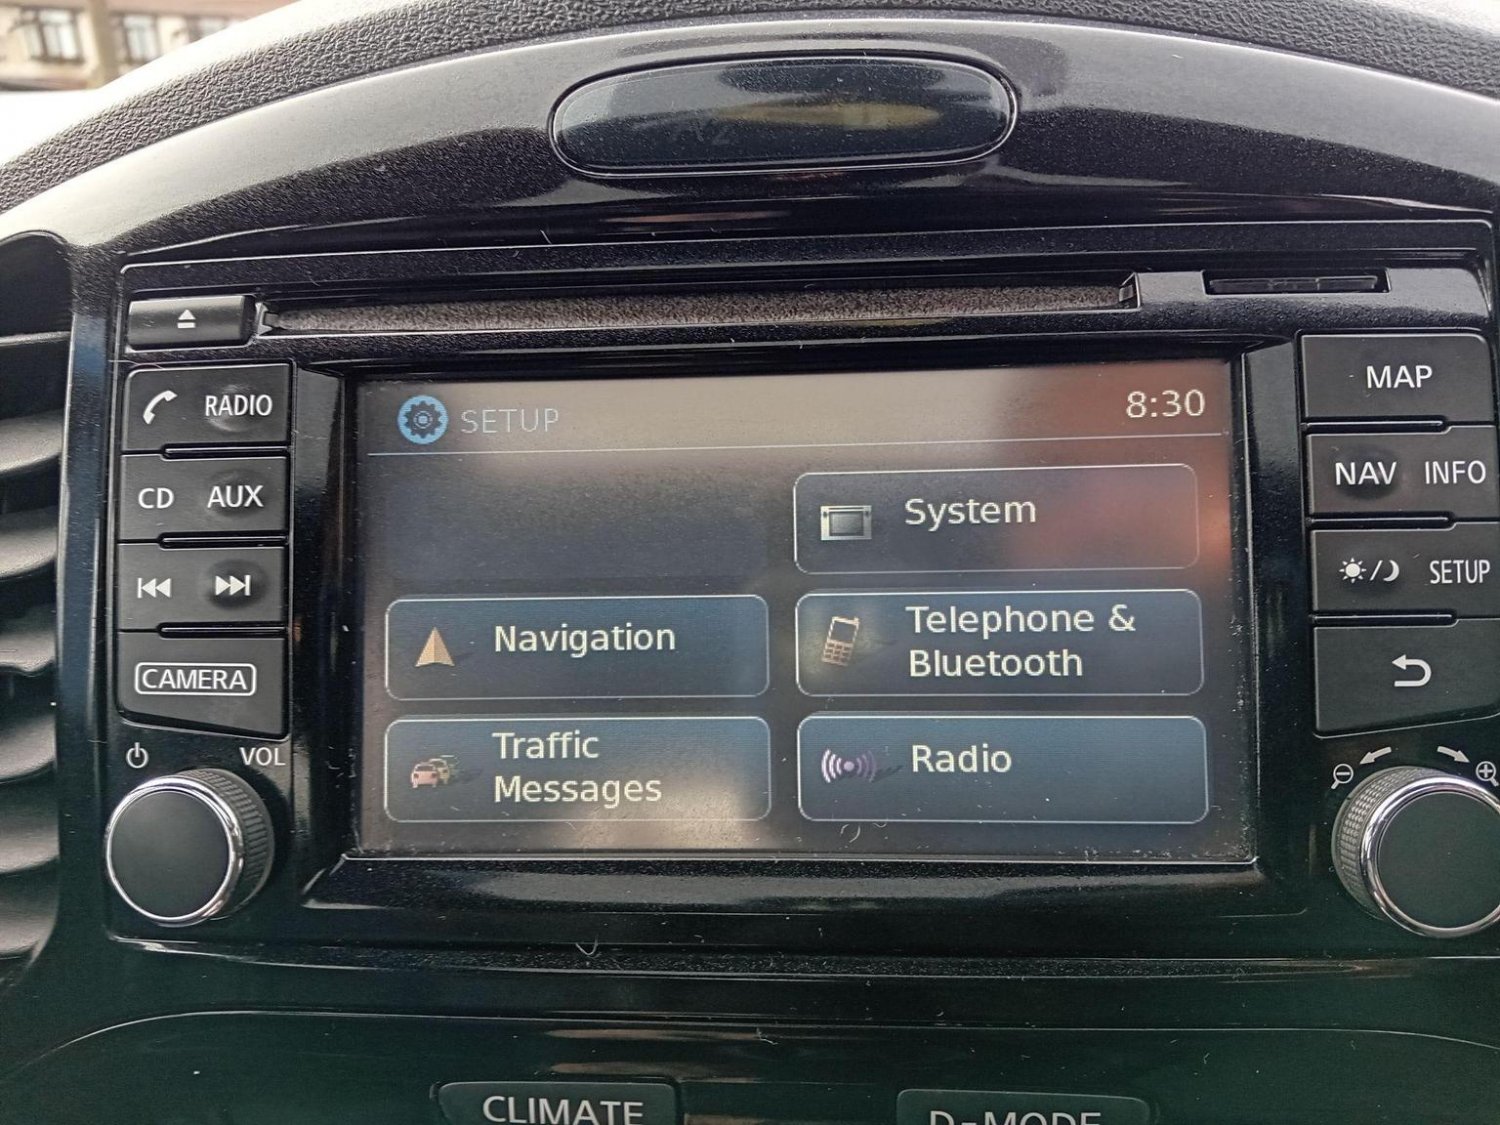 RADIO
CD AUX
CAMERA
VOL
SETUP
8:30
System
Navigation
Telephone &
Bluetooth
Traffic
Messages
Radio
MAP
NAV INFO
SETUP
CLIMATE
D-MODE